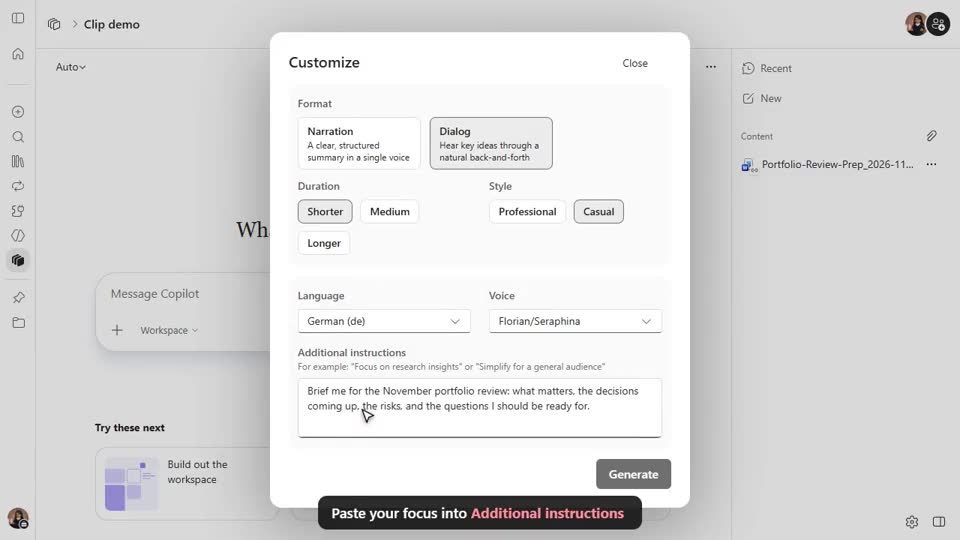 Clip demo
Auto
Wha
Message Copilot
Workspace
Try these next
Build out the
workspace
Customize
Close
Format
Narration
A clear, structured
summary in a single voice
Dialog
Hear key ideas through a
natural back-and-forth
Duration
Shorter
Medium
Longer
Style
Professional
Casual
Language
German (de)
Voice
Florian/Seraphina
Additional instructions
For example: "Focus on research insights" or "Simplify for a general audience"
Brief me for the November portfolio review: what matters, the decisions
coming up, the risks, and the questions I should be ready for.
Generate
Paste your focus into Additional instructions
Recent
New
Content
Portfolio-Review-Prep_2026-11...